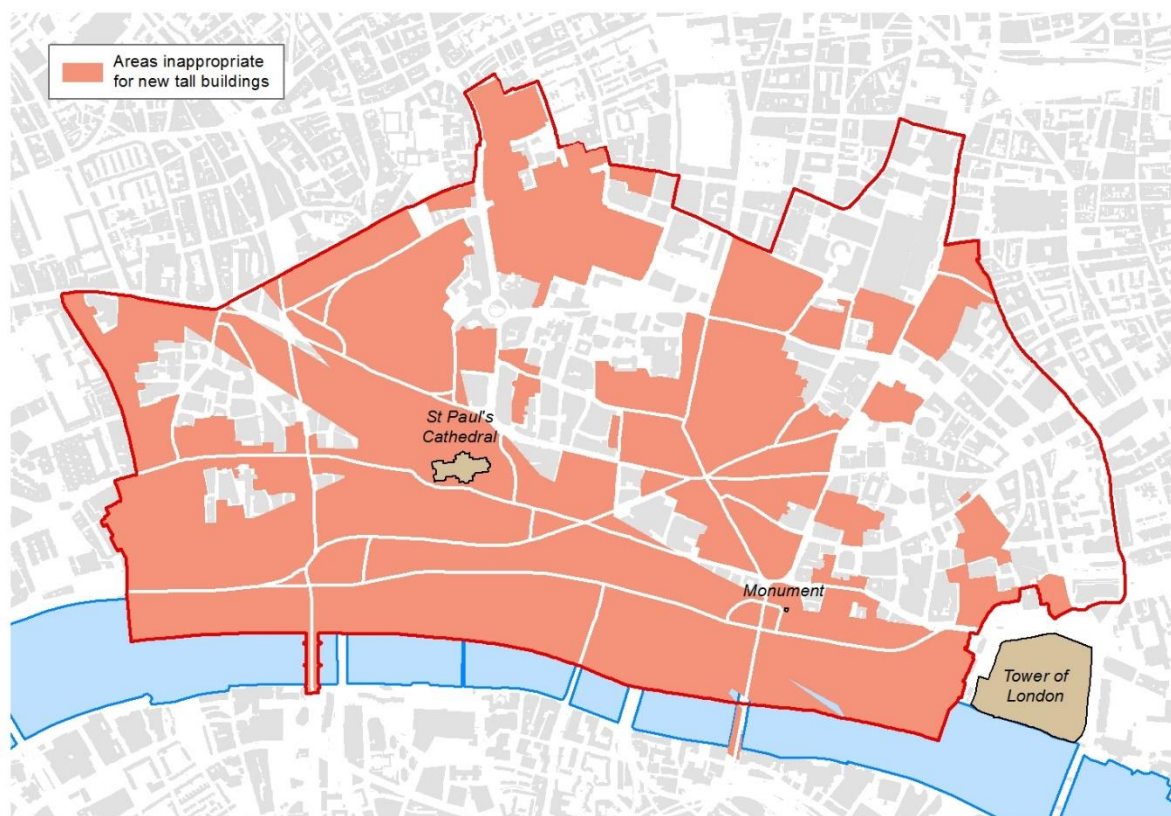 Areas inappropriate
for new tall buildings
St Paul's
Cathedral
Monument
Tower of
London